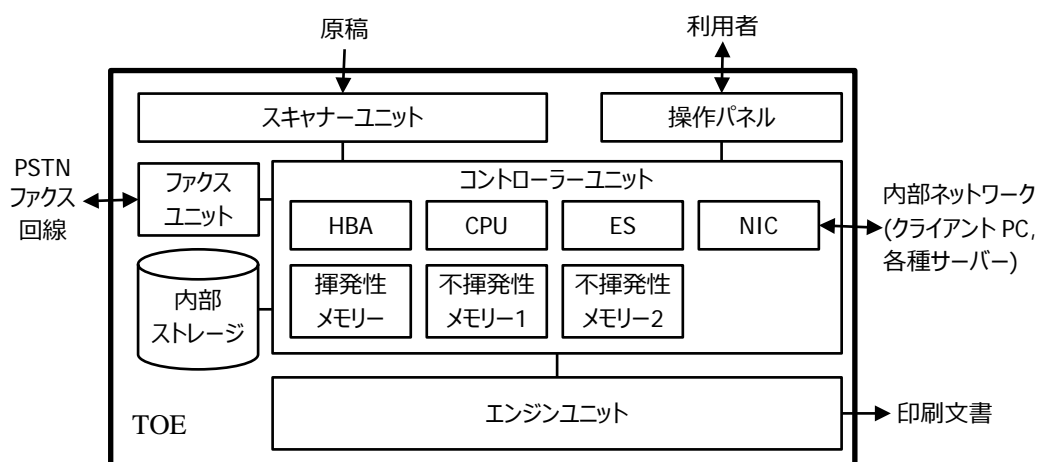 原稿
利用者
スキャナーユニット
操作パネル
PSTN
ファクス
回線
ファクス
ユニット
コントローラーユニット
HBA
CPU
ES
NIC
内部ネットワーク
(クライアント PC,
各種サーバー)
内部
ストレージ
揮発性
メモリー
不揮発性
メモリー1
不揮発性
メモリー2
TOE
エンジンユニット
印刷文書